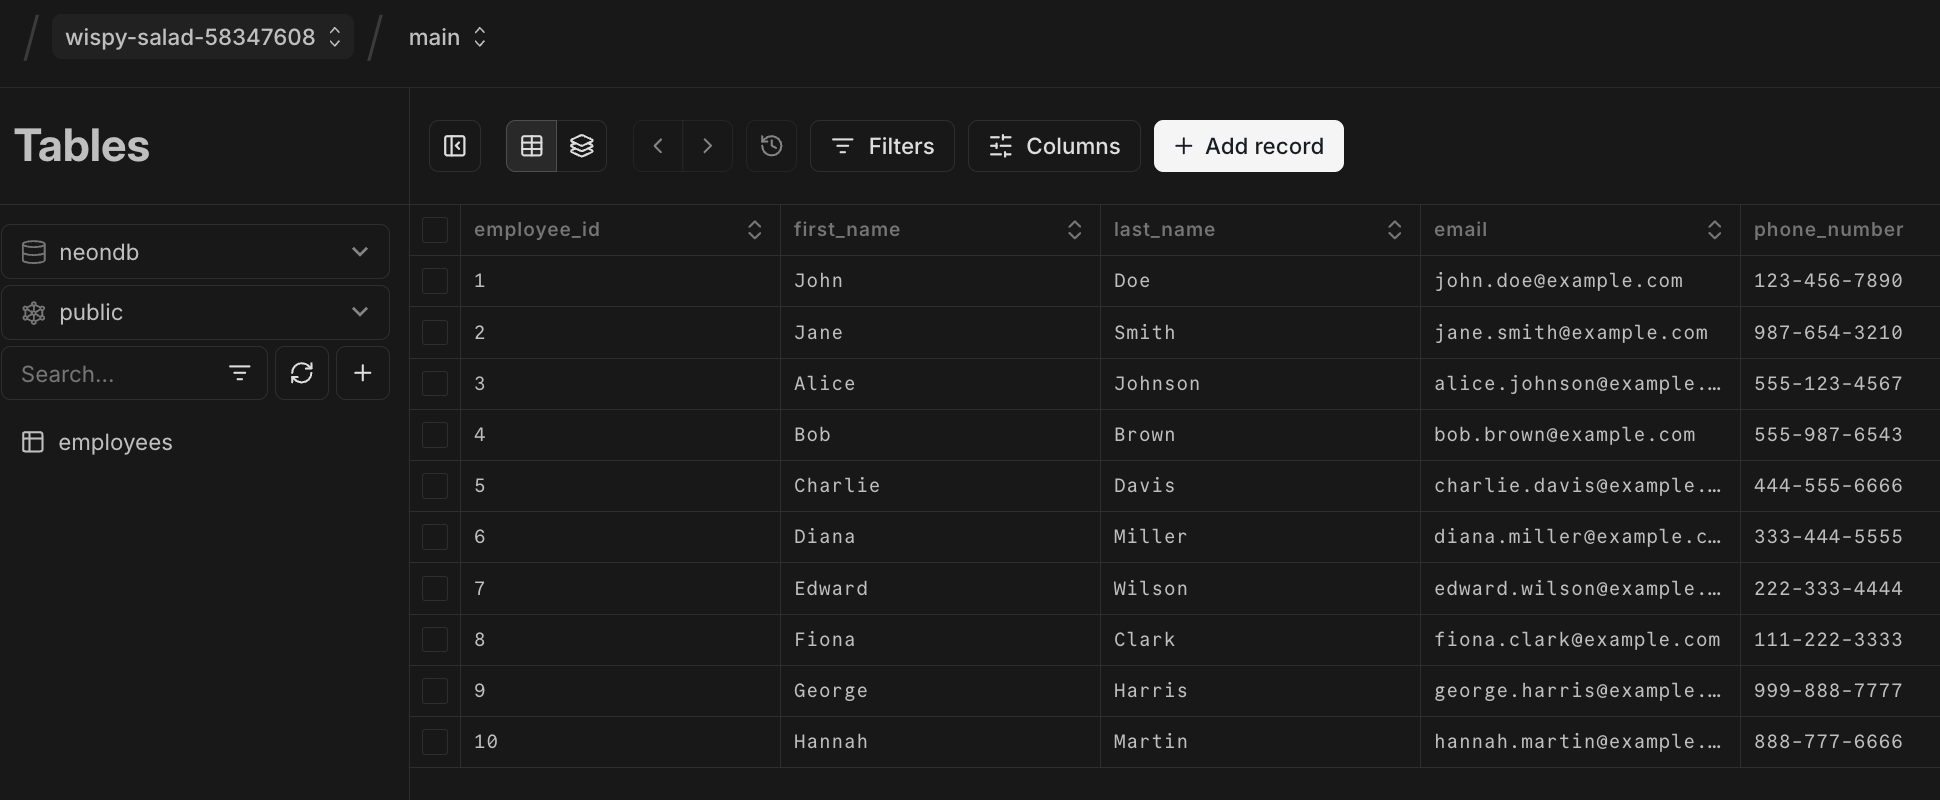 wispy-salad-58347608 main
Tables
Filters Columns + Add record
neondb
public
Search...
employees
employee_id first_name last_name email phone_number
1 John Doe john.doe@example.com 123-456-7890
2 Jane Smith jane.smith@example.com 987-654-3210
3 Alice Johnson alice.johnson@example.… 555-123-4567
4 Bob Brown bob.brown@example.com 555-987-6543
5 Charlie Davis charlie.davis@example.… 444-555-6666
6 Diana Miller diana.miller@example.c… 333-444-5555
7 Edward Wilson edward.wilson@example.… 222-333-4444
8 Fiona Clark fiona.clark@example.com 111-222-3333
9 George Harris george.harris@example.… 999-888-7777
10 Hannah Martin hannah.martin@example.… 888-777-6666